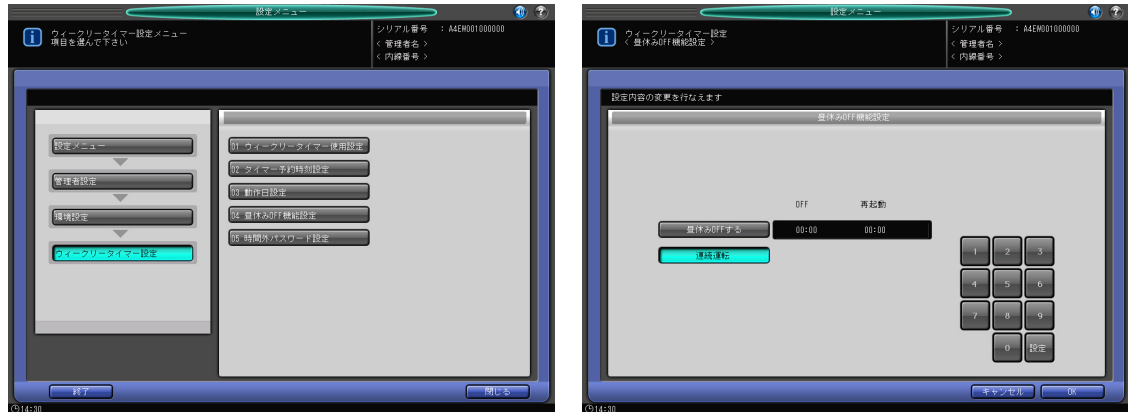 設定メニュー
ウィークリータイマー設定メニュー
項目を選んで下さい
シリアル番号 : A4EW001000000
< 管理者名 >
< 内線番号 >
設定メニュー
管理者設定
環境設定
ウィークリータイマー設定
01 ウィークリータイマー使用設定
02 タイマー予約時刻設定
03 動作日設定
04 昼休みOFF機能設定
05 時間外パスワード設定
終了
閉じる
14:30
設定メニュー
ウィークリータイマー設定
< 昼休みOFF機能設定 >
シリアル番号 : A4EW001000000
< 管理者名 >
< 内線番号 >
設定内容の変更を行なえます
昼休みOFF機能設定
OFF 再起動
昼休みOFFする 00:00 00:00
連続運転
1 2 3
4 5 6
7 8 9
0 設定
キャンセル OK
14:30